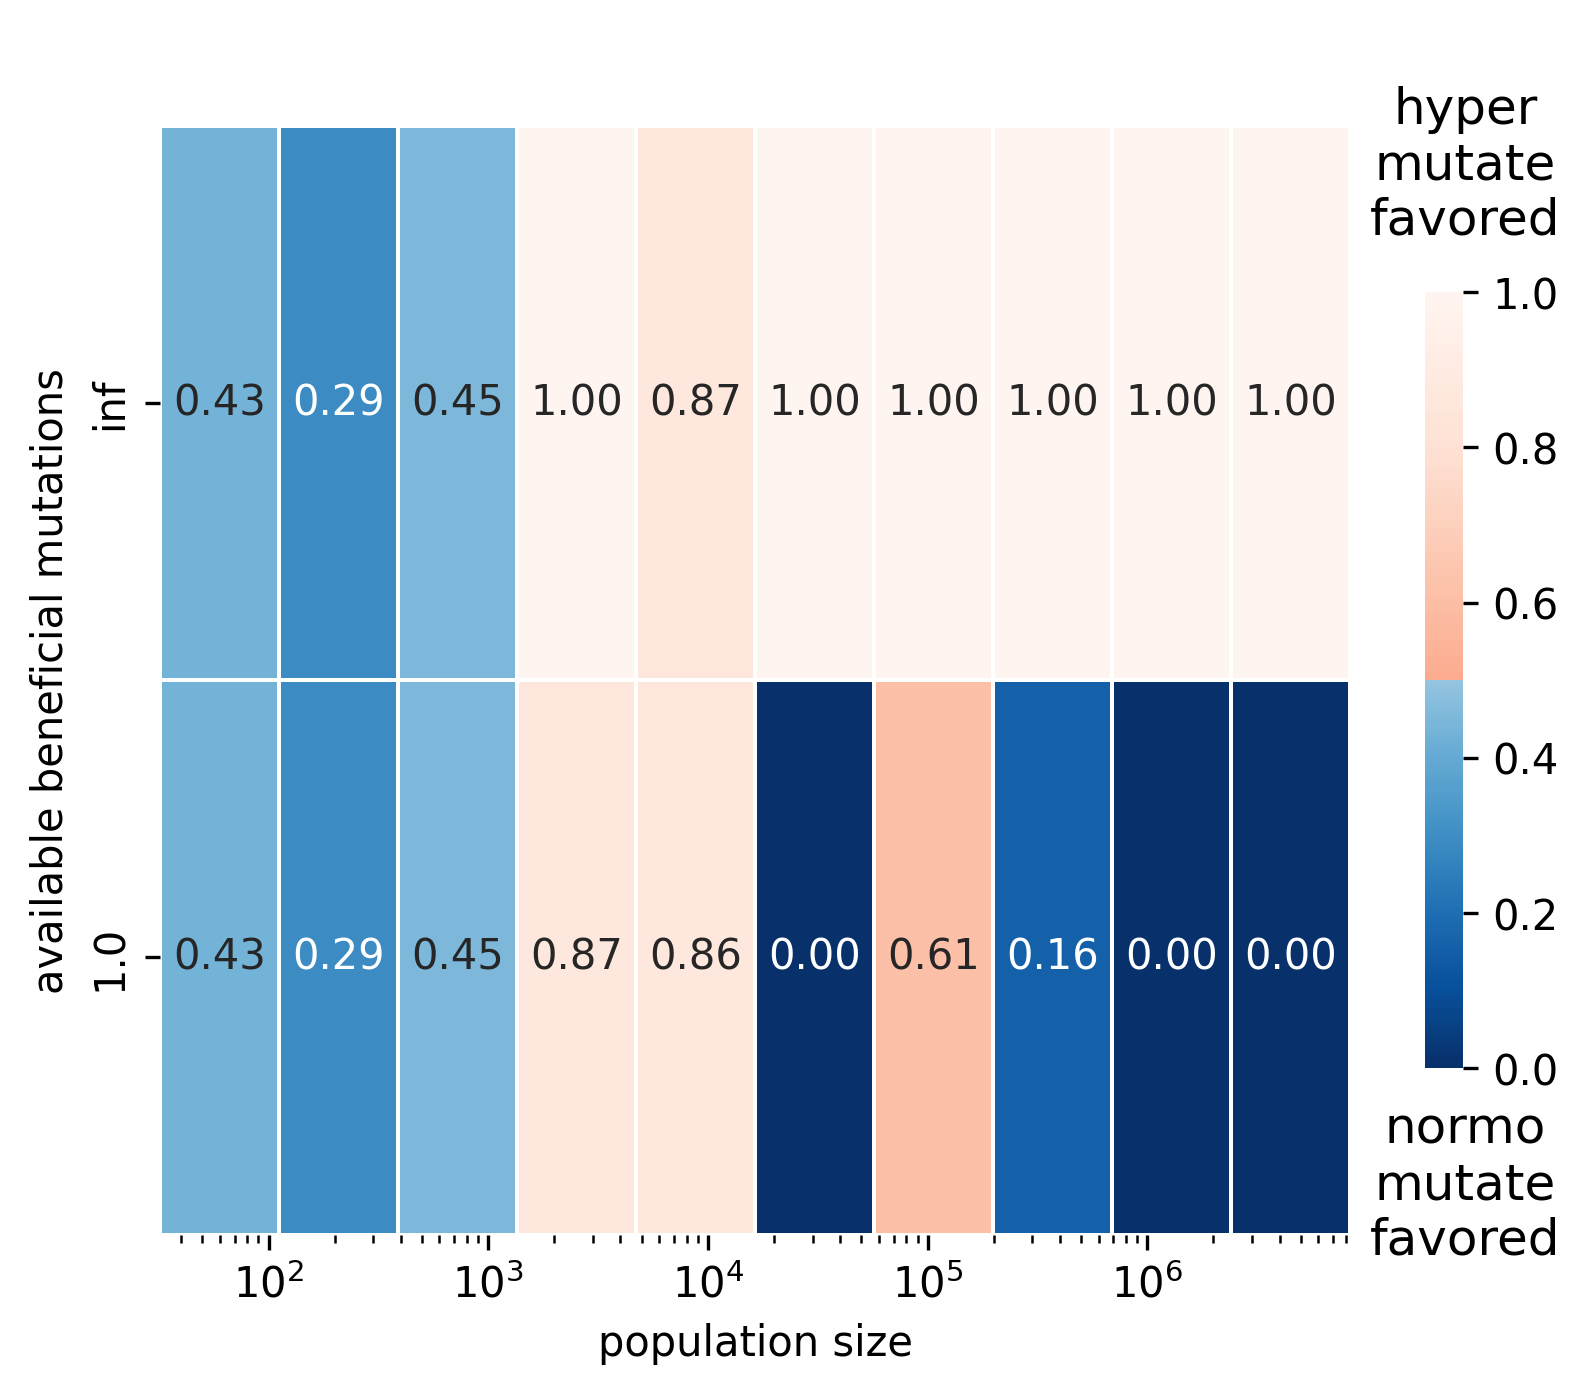 hyper
mutate
favored
available beneficial mutations
inf
0.43 0.29 0.45 1.00 0.87 1.00 1.00 1.00 1.00 1.00
1.0
0.43 0.29 0.45 0.87 0.86 0.00 0.61 0.16 0.00 0.00
1.0
0.8
0.6
0.4
0.2
0.0
normo
mutate
favored
10² 10³ 10⁴ 10⁵ 10⁶
population size